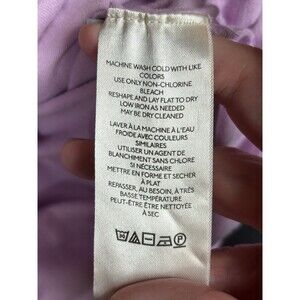 MACHINE WASH COLD WITH LIKE
COLORS
USE ONLY NON-CHLORINE
BLEACH
RESHAPE AND LAY FLAT TO DRY
LOW IRON AS NEEDED
MAY BE DRY CLEANED
LAVER À LA MACHINE À L'EAU
FROIDE AVEC COULEURS
SIMILAIRES
UTILISER UN AGENT DE
BLANCHIMENT SANS CHLORE
SI NÉCESSAIRE
METTRE EN FORME ET SÉCHER
À PLAT
REPASSER, AU BESOIN, À TRÈS
BASSE TEMPÉRATURE
PEUT-ÊTRE ÊTRE NETTOYÉE
À SEC